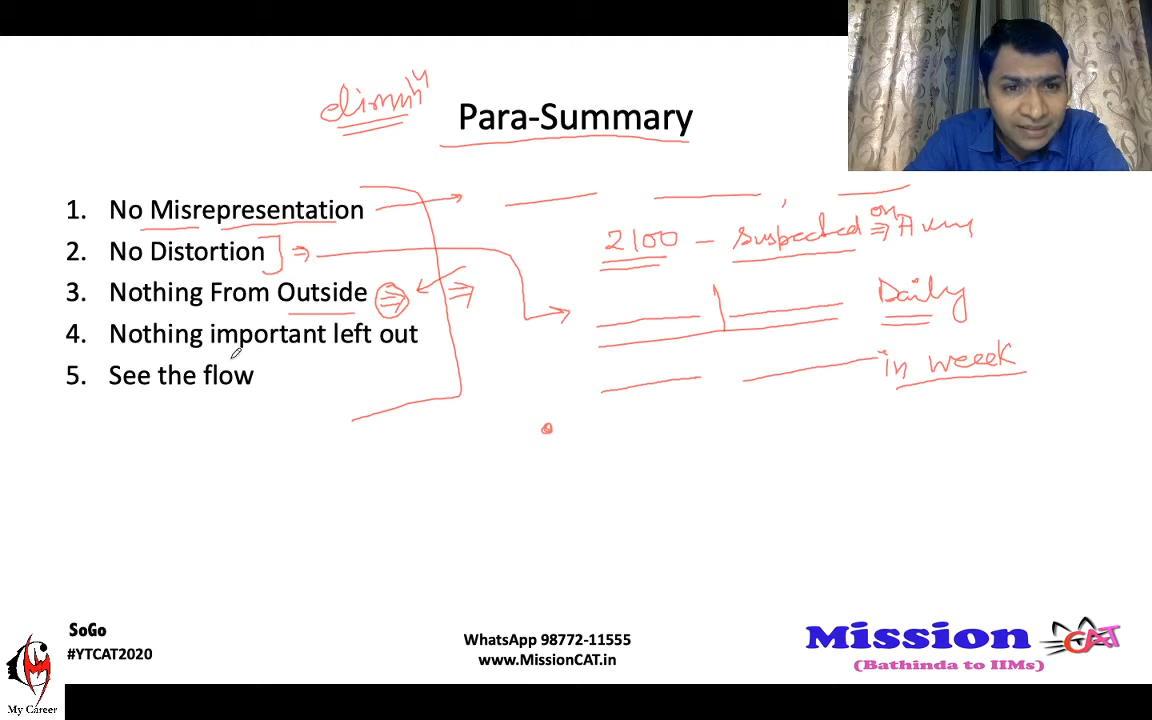 Para-Summary
1. No Misrepresentation
2. No Distortion
3. Nothing From Outside
4. Nothing important left out
5. See the flow
2100 - Suspected on
Daily
in weeek
SoGo
#YTCAT2020
My Career
WhatsApp 98772-11555
www.MissionCAT.in
Mission CAT
(Bathinda to IIMs)